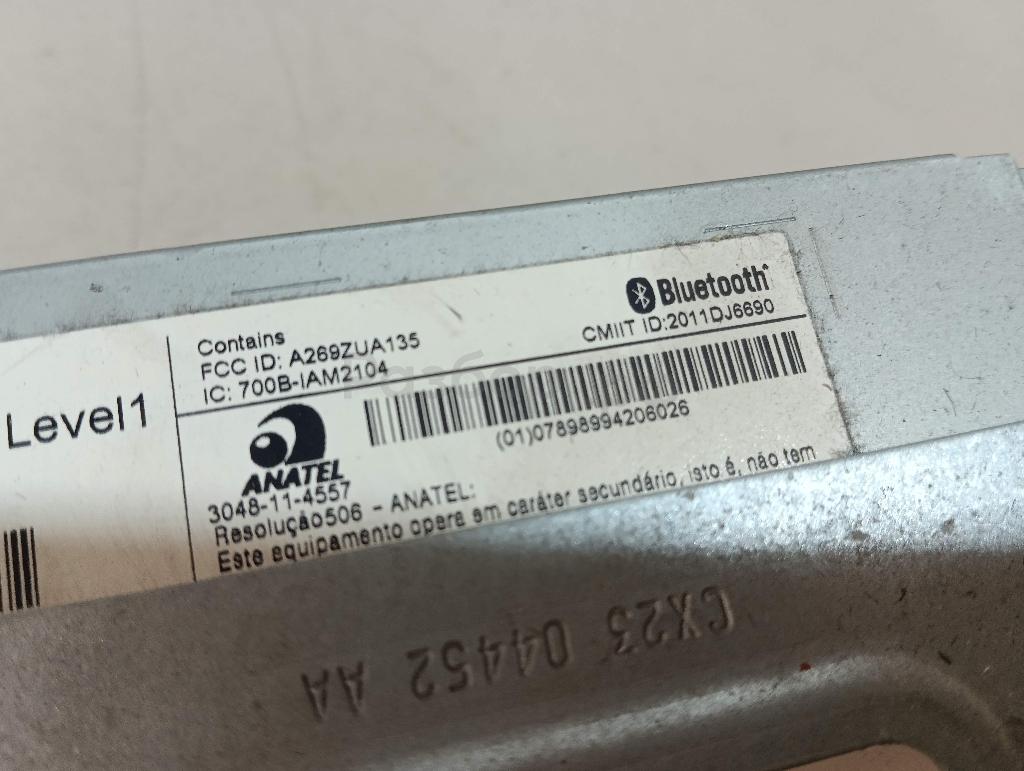 Level1
Contains
FCC ID: A269ZUA135
IC: 700B-IAM2104
Bluetooth
CMIIT ID:2011DJ6690
(01)07898994206026
ANATEL
3048-11-4557
Resolução506 - ANATEL:
Este equipamento opera em caráter secundário, isto é, não tem
CX23 04452 AA